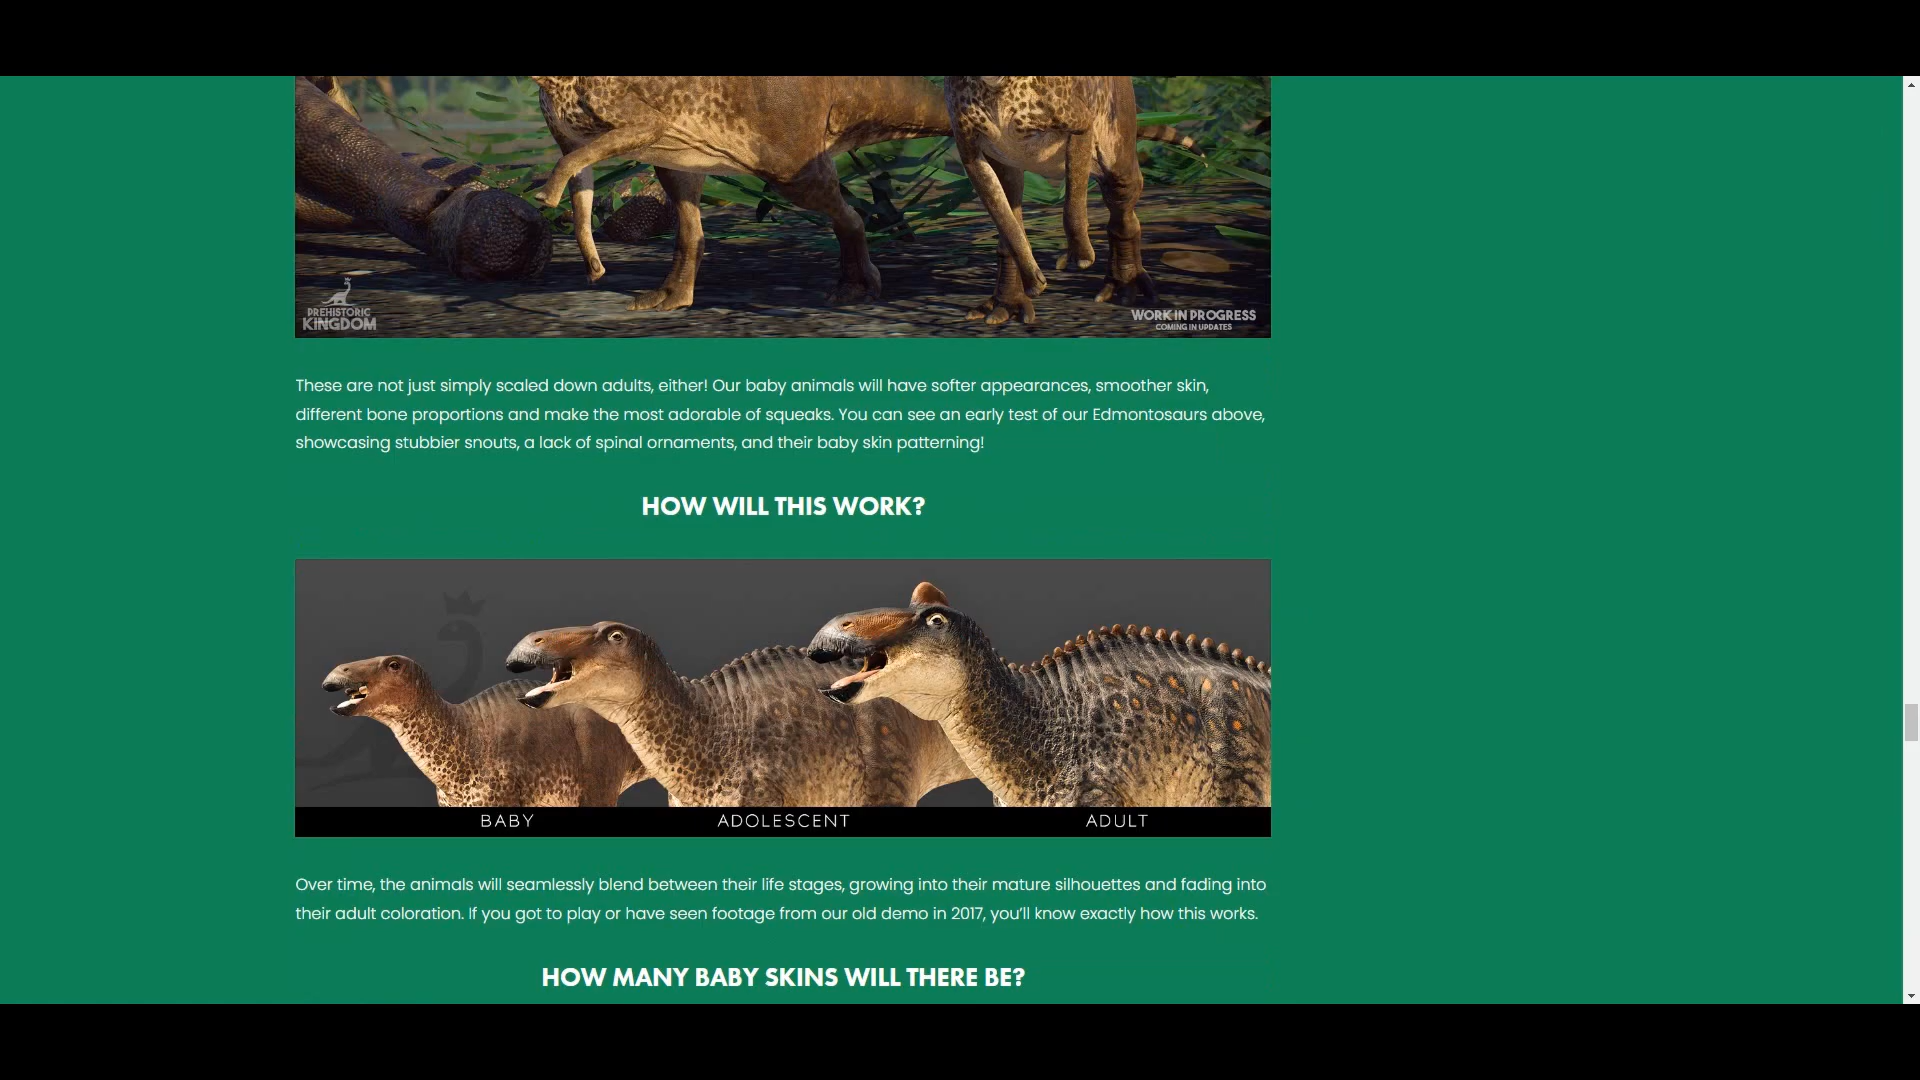 PREHISTORIC
KINGDOM
WORK IN PROGRESS
COMING IN UPDATES
These are not just simply scaled down adults, either! Our baby animals will have softer appearances, smoother skin,
different bone proportions and make the most adorable of squeaks. You can see an early test of our Edmontosaurs above,
showcasing stubbier snouts, a lack of spinal ornaments, and their baby skin patterning!
HOW WILL THIS WORK?
BABY
ADOLESCENT
ADULT
Over time, the animals will seamlessly blend between their life stages, growing into their mature silhouettes and fading into
their adult coloration. If you got to play or have seen footage from our old demo in 2017, you’ll know exactly how this works.
HOW MANY BABY SKINS WILL THERE BE?